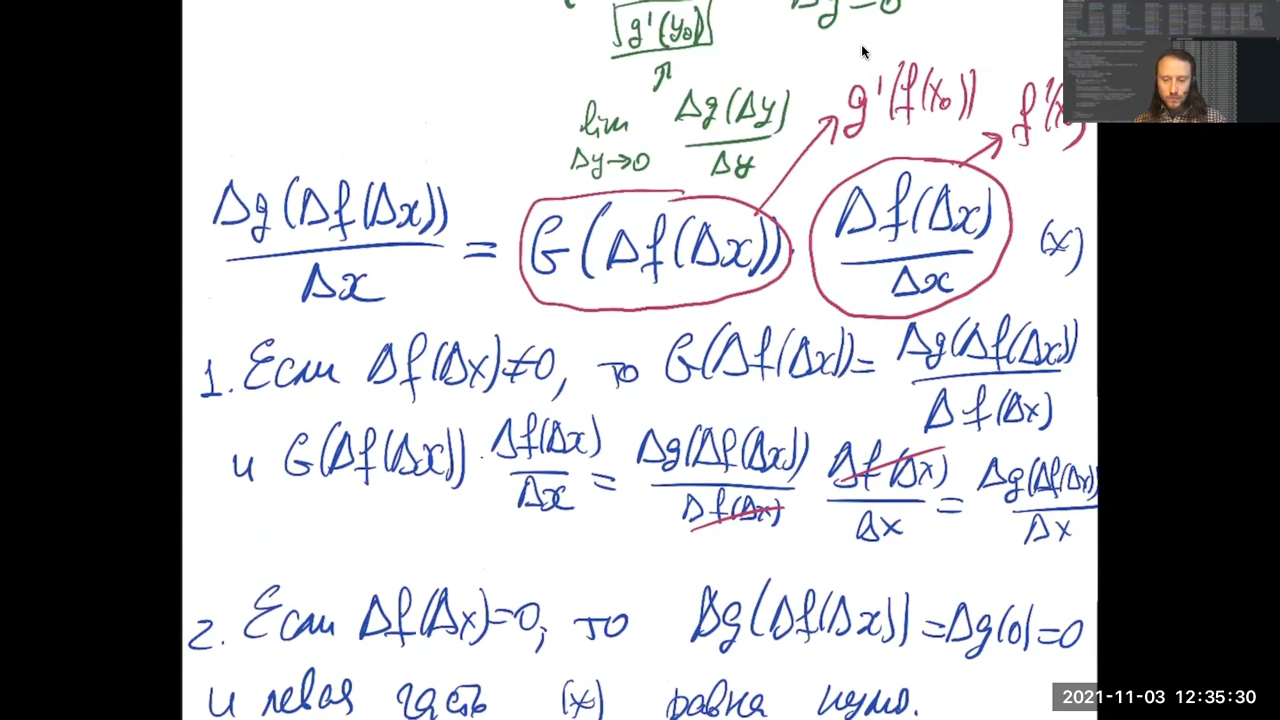 g'(y₀) Δy=0
lim Δy→0 Δg(Δy)/Δy
g'(f(x₀)) f'(x
Δg(Δf(Δx))/Δx = G(Δf(Δx)) · Δf(Δx)/Δx (x)
1. Если Δf(Δx)≠0, то G(Δf(Δx))= Δg(Δf(Δx))/Δf(Δx)
и G(Δf(Δx)) · Δf(Δx)/Δx = Δg(Δf(Δx))/Δf(Δx) Δf(Δx)/Δx = Δg(Δf(Δx))/Δx
2. Если Δf(Δx)=0, то Δg(Δf(Δx))=Δg(0)=0
и левая часть (x) равна нулю.
2021-11-03 12:35:30